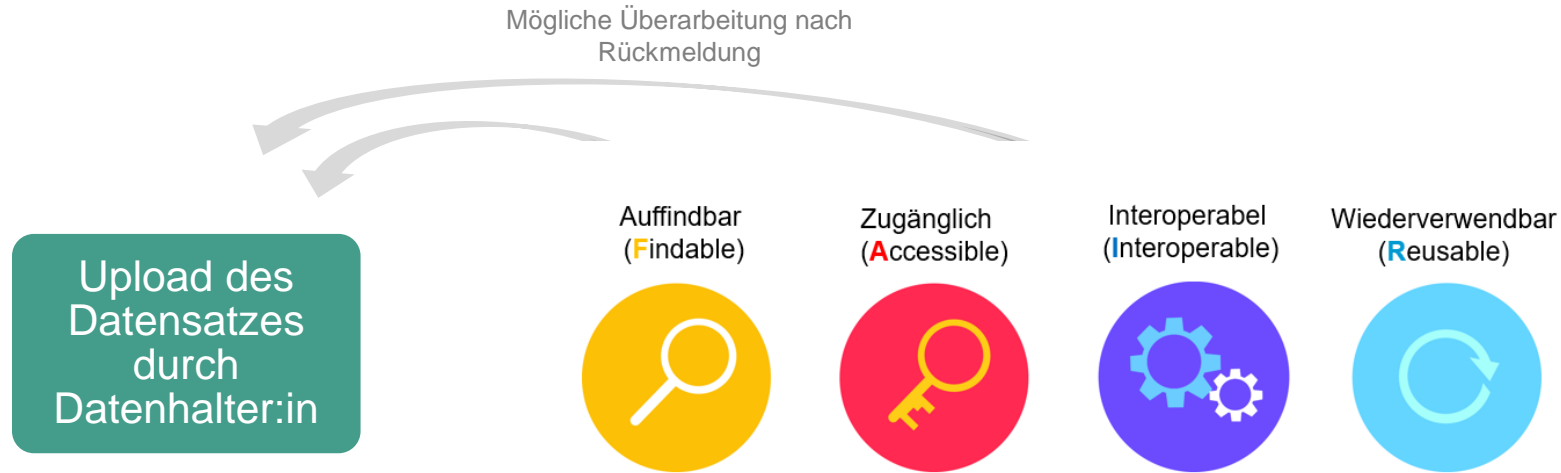 Mögliche Überarbeitung nach
Rückmeldung
Upload des
Datensatzes
durch
Datenhalter:in
Auffindbar
(Findable)
Zugänglich
(Accessible)
Interoperabel
(Interoperable)
Wiederverwendbar
(Reusable)